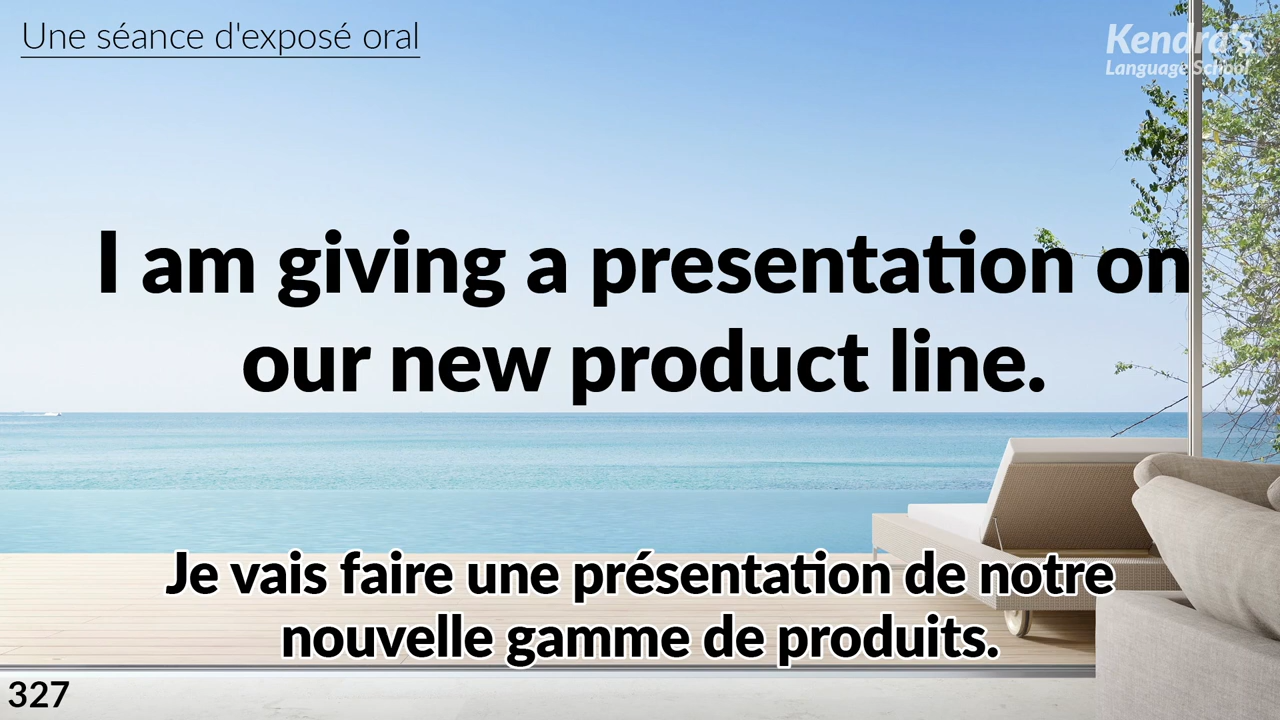 Une séance d'exposé oral
Kendra's
Language School
I am giving a presentation on
our new product line.
Je vais faire une présentation de notre
nouvelle gamme de produits.
327